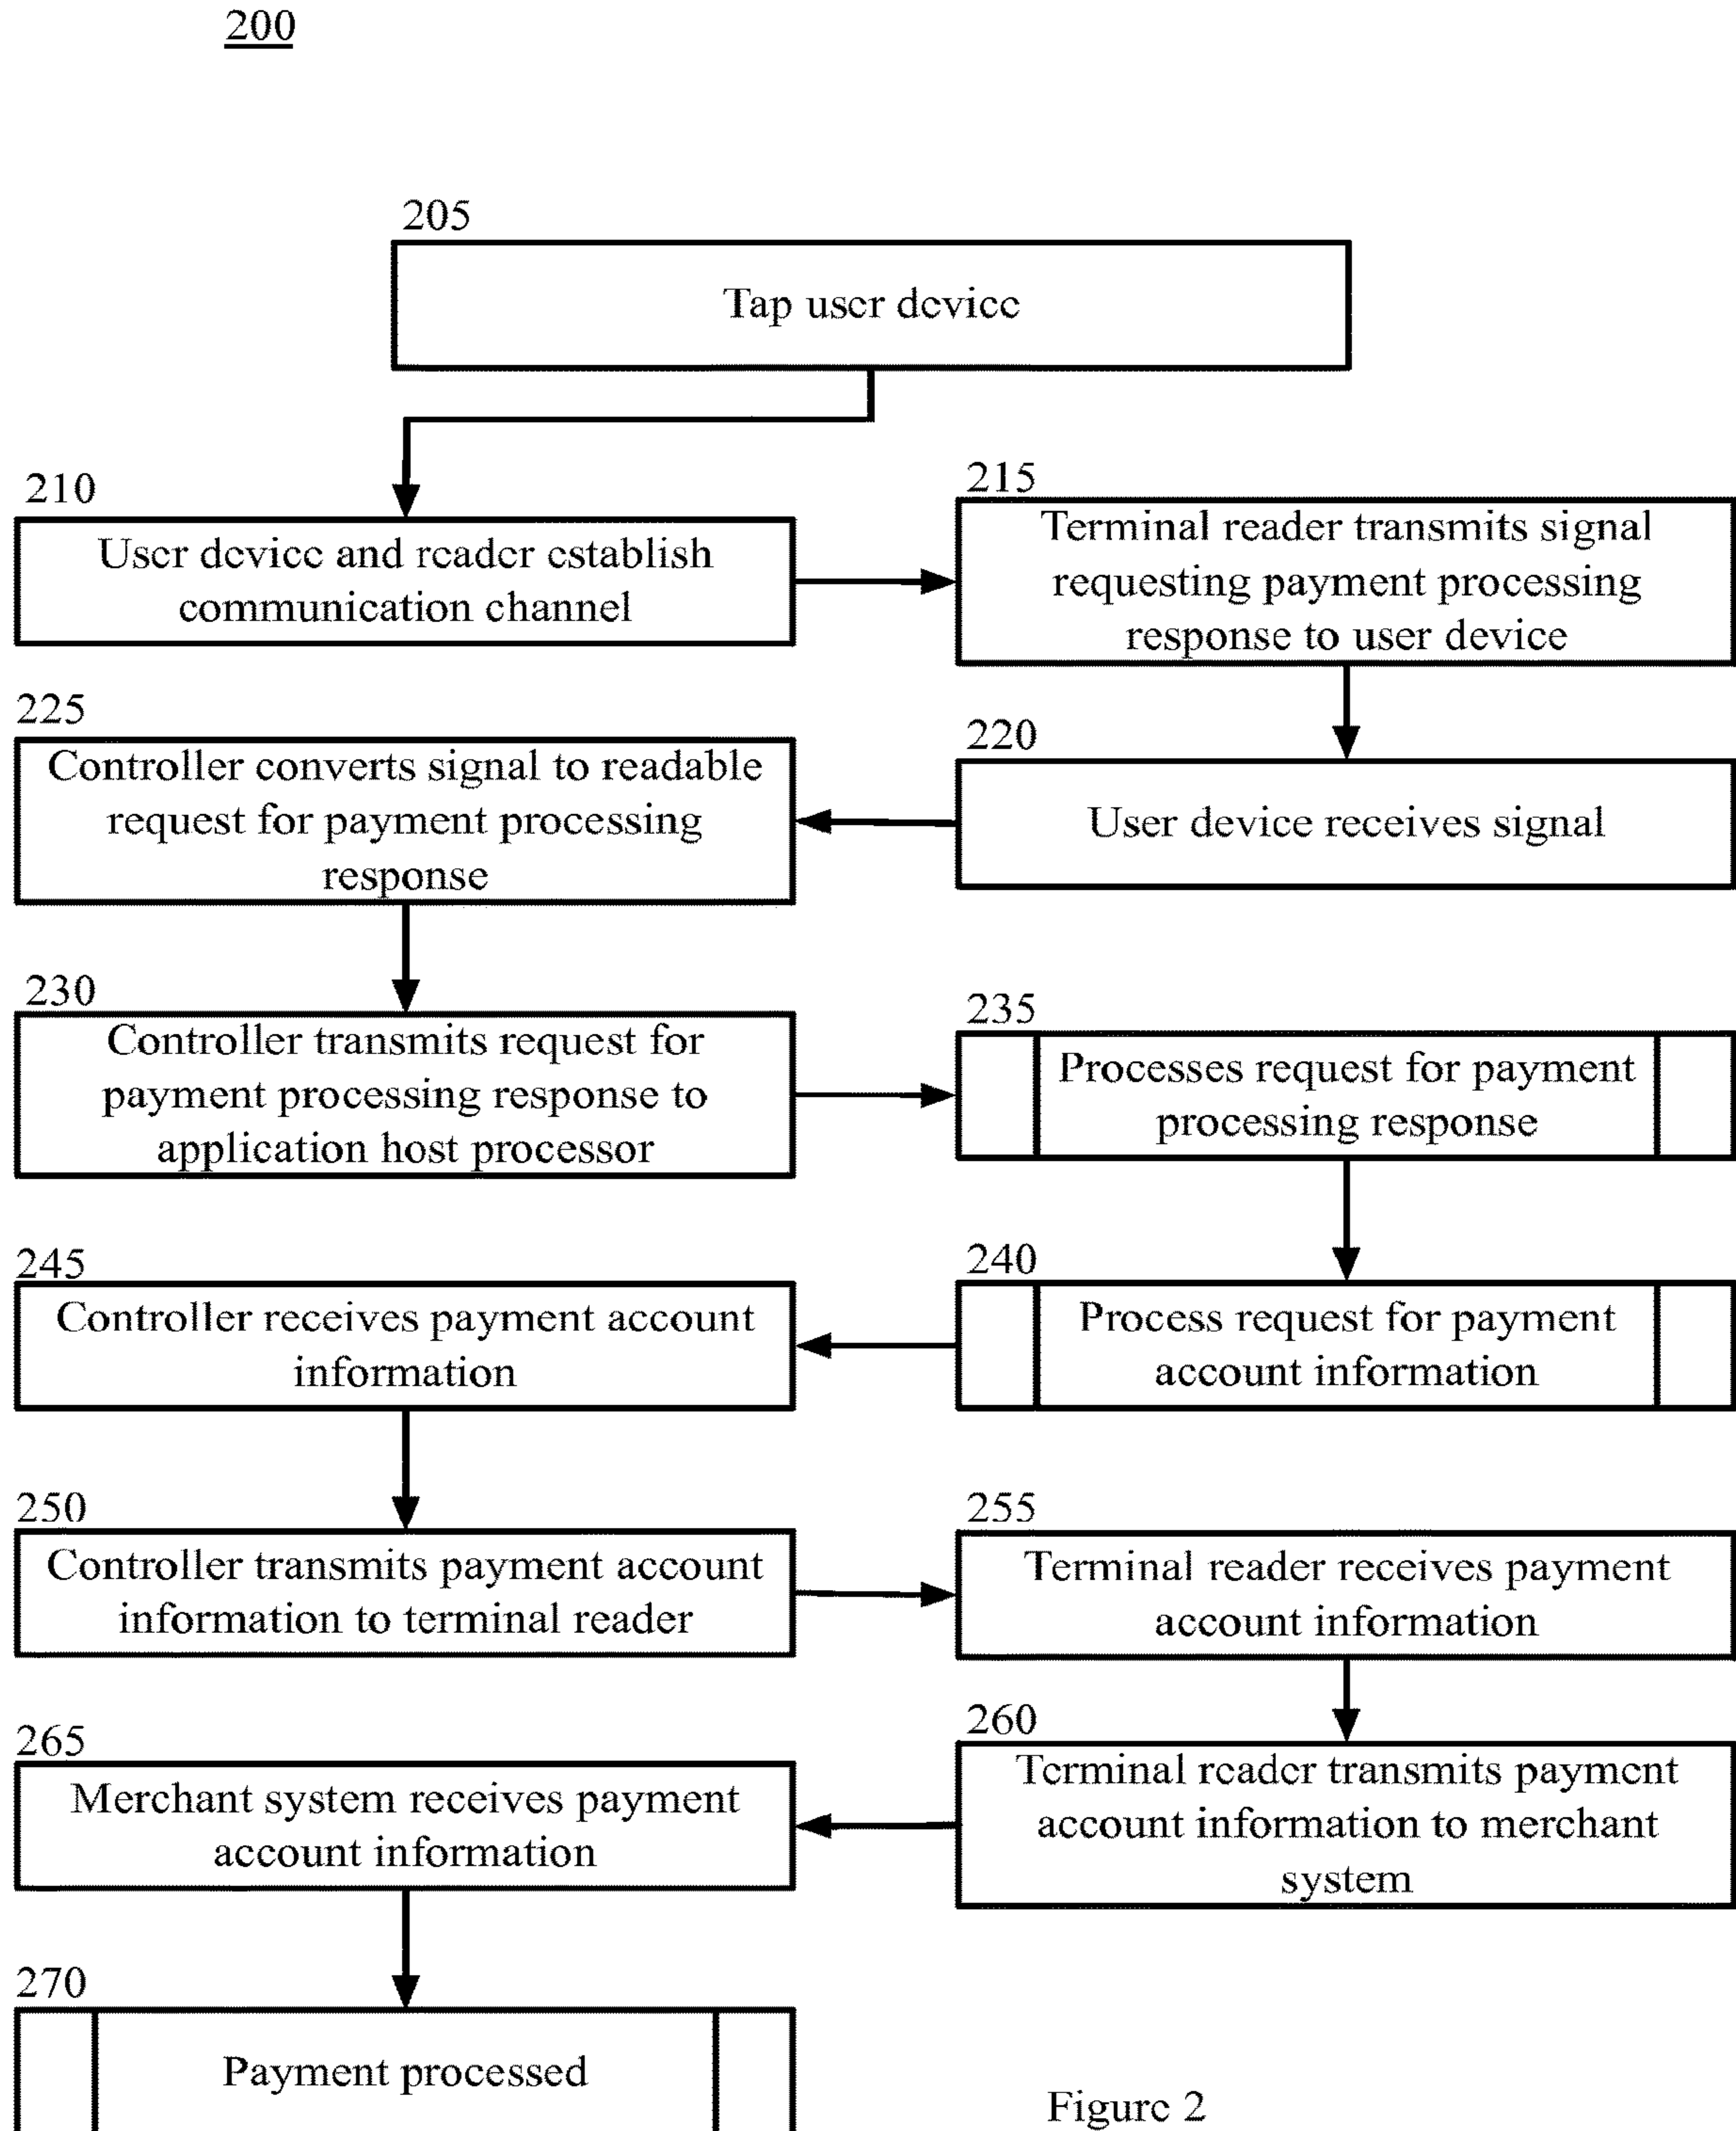 200
205
Tap user device
210
User device and reader establish
communication channel
215
Terminal reader transmits signal
requesting payment processing
response to user device
220
User device receives signal
225
Controller converts signal to readable
request for payment processing
response
230
Controller transmits request for
payment processing response to
application host processor
235
Processes request for payment
processing response
240
Process request for payment
account information
245
Controller receives payment account
information
250
Controller transmits payment account
information to terminal reader
255
Terminal reader receives payment
account information
260
Terminal reader transmits payment
account information to merchant
system
265
Merchant system receives payment
account information
270
Payment processed
Figure 2